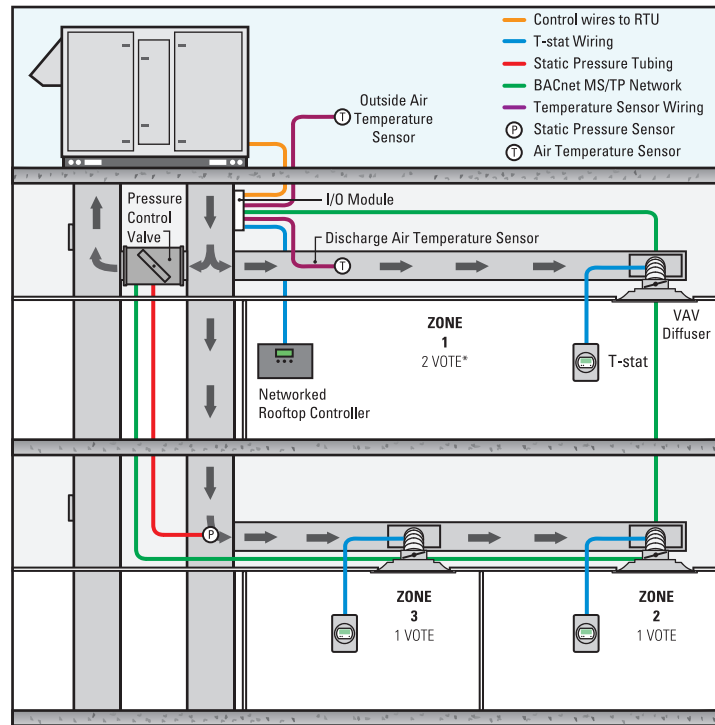 Control wires to RTU
T-stat Wiring
Static Pressure Tubing
BACnet MS/TP Network
Temperature Sensor Wiring
P Static Pressure Sensor
T Air Temperature Sensor
Outside Air
T Temperature
Sensor
Pressure
Control
Valve
I/O Module
Discharge Air Temperature Sensor
T
VAV
Diffuser
ZONE
1
2 VOTE*
T-stat
Networked
Rooftop Controller
P
ZONE
3
1 VOTE
ZONE
2
1 VOTE